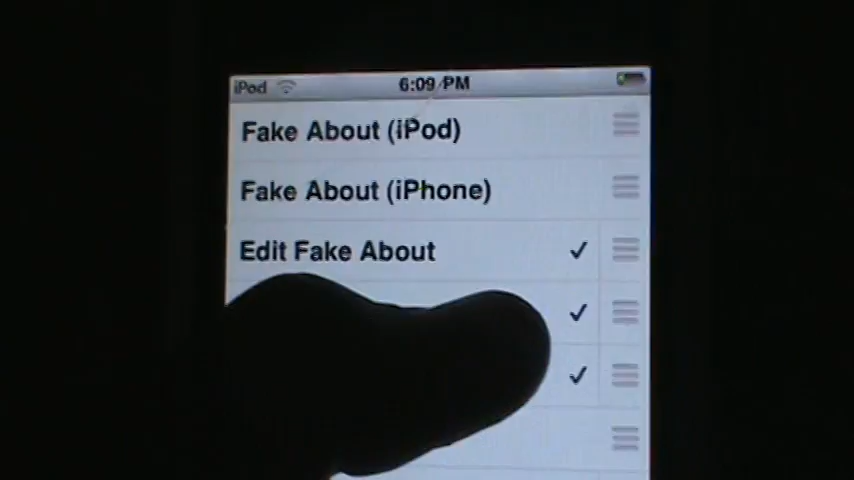 iPod 6:09 PM
Fake About (iPod)
Fake About (iPhone)
Edit Fake About